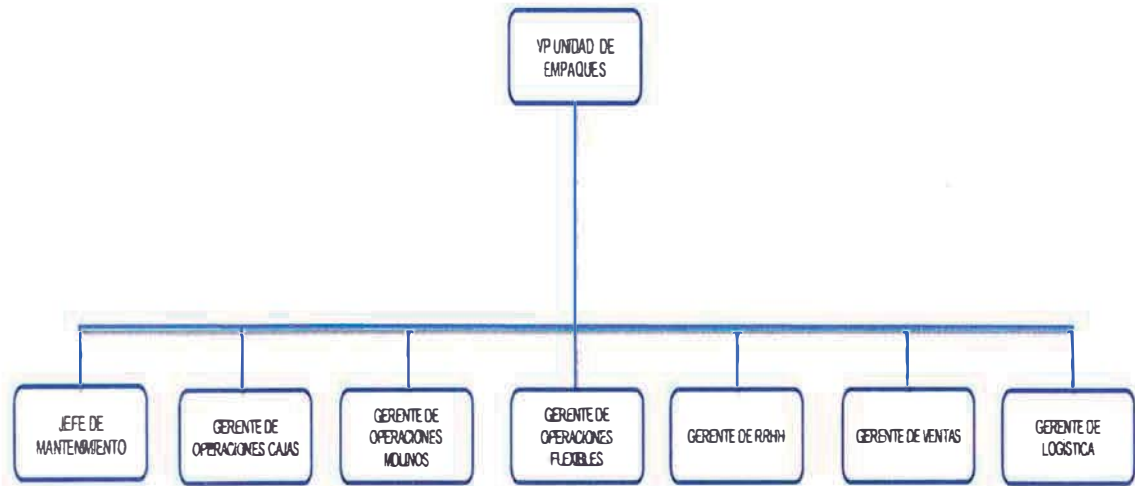 VP UNIDAD DE
EMPAQUES
JEFE DE
MANTENIMIENTO
GERENTE DE
OPERACIONES CAJAS
GERENTE DE
OPERACIONES
MOLINOS
GERENTE DE
OPERACIONES
FLEXIBLES
GERENTE DE RRHH
GERENTE DE VENTAS
GERENTE DE
LOGÍSTICA